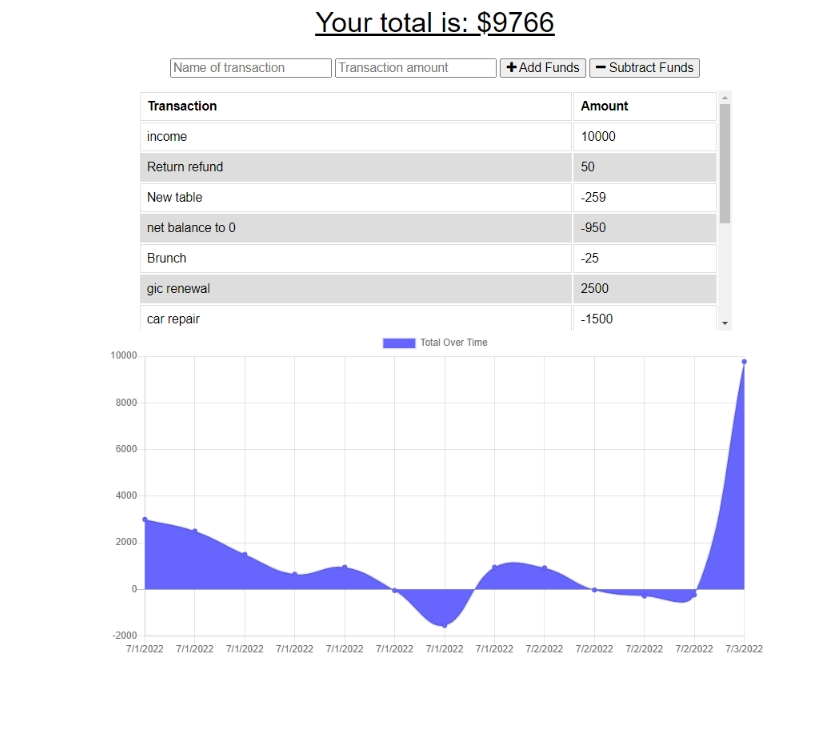 Your total is: $9766
Name of transaction Transaction amount + Add Funds − Subtract Funds
Transaction Amount
income 10000
Return refund 50
New table -259
net balance to 0 -950
Brunch -25
gic renewal 2500
car repair -1500
Total Over Time
10000
8000
6000
4000
2000
0
-2000
7/1/2022 7/1/2022 7/1/2022 7/1/2022 7/1/2022 7/1/2022 7/1/2022 7/1/2022 7/2/2022 7/2/2022 7/2/2022 7/2/2022 7/3/2022